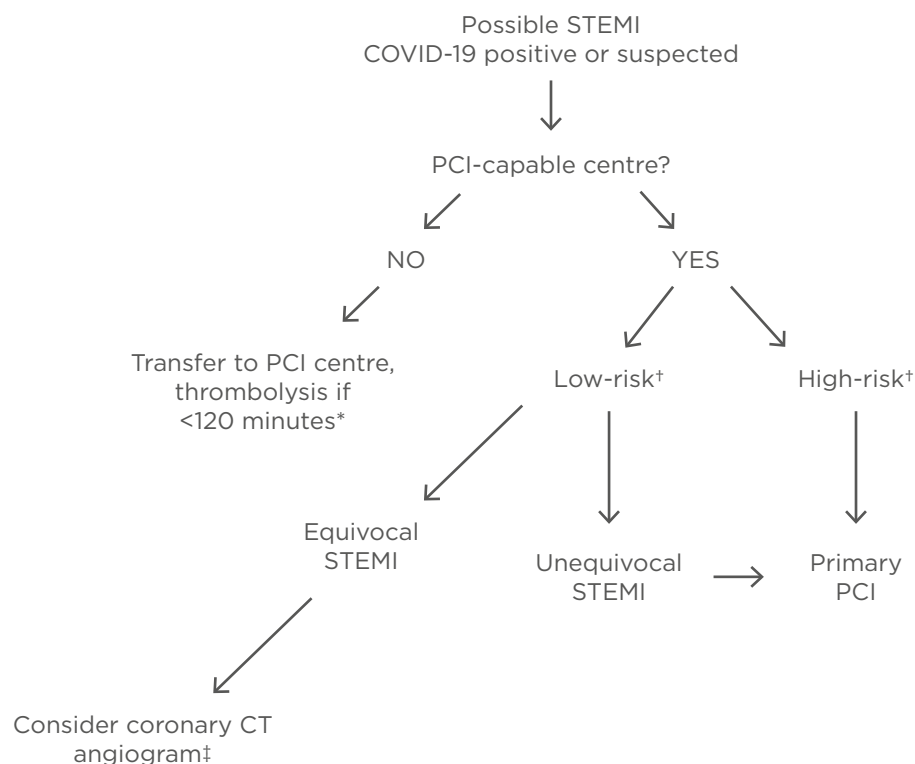 Possible STEMI
COVID-19 positive or suspected
PCI-capable centre?
NO
YES
Transfer to PCI centre,
thrombolysis if
<120 minutes*
Low-risk†
High-risk†
Equivocal
STEMI
Unequivocal
STEMI
Primary
PCI
Consider coronary CT
angiogram‡